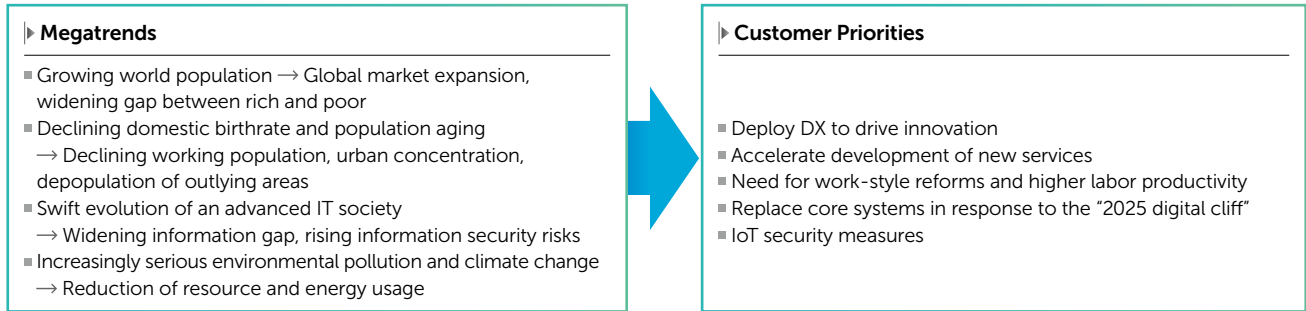 Megatrends
■ Growing world population → Global market expansion,
widening gap between rich and poor
■ Declining domestic birthrate and population aging
→ Declining working population, urban concentration,
depopulation of outlying areas
■ Swift evolution of an advanced IT society
→ Widening information gap, rising information security risks
■ Increasingly serious environmental pollution and climate change
→ Reduction of resource and energy usage
Customer Priorities
■ Deploy DX to drive innovation
■ Accelerate development of new services
■ Need for work-style reforms and higher labor productivity
■ Replace core systems in response to the “2025 digital cliff”
■ IoT security measures